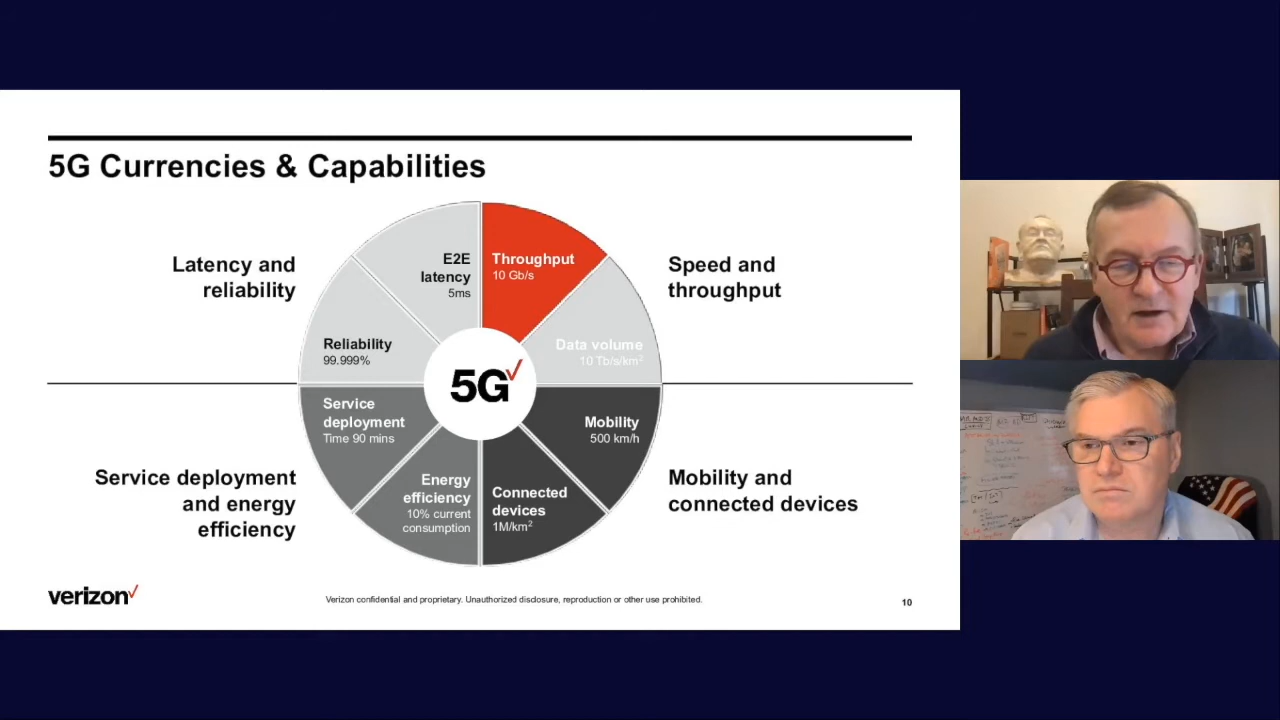 5G Currencies & Capabilities
Latency and
reliability
E2E
latency
5ms
Throughput
10 Gb/s
Speed and
throughput
Reliability
99.999%
Data volume
10 Tb/s/km²
5G
Service
deployment
Time 90 mins
Mobility
500 km/h
Service deployment
and energy
efficiency
Energy
efficiency
10% current
consumption
Connected
devices
1M/km²
Mobility and
connected devices
verizon
Verizon confidential and proprietary. Unauthorized disclosure, reproduction or other use prohibited.
10